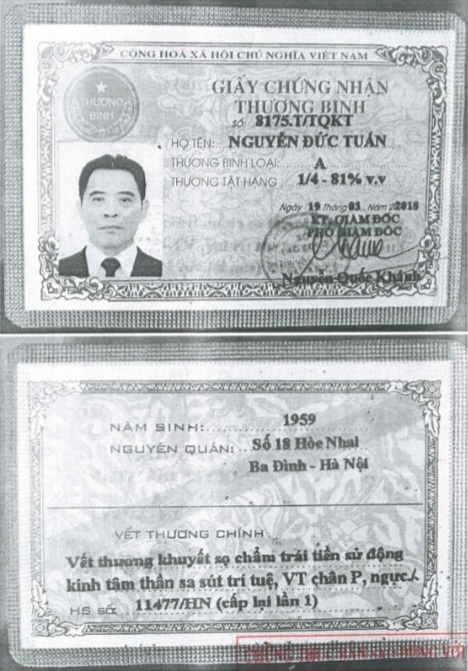 CỘNG HOÀ XÃ HỘI CHỦ NGHĨA VIỆT NAM
THƯƠNG BINH
GIẤY CHỨNG NHẬN
THƯƠNG BINH
SỐ 8175.T/TQKT
HỌ TÊN: NGUYỄN ĐỨC TUẤN
THƯƠNG BINH LOẠI: A
THƯƠNG TẬT HẠNG 1/4 - 81% v.v
Ngày 19 Tháng 03 Năm 2018
KT. GIÁM ĐỐC
PHÓ GIÁM ĐỐC
Nguyễn Quốc Khánh
NĂM SINH: 1959
NGUYÊN QUÁN: Số 18 Hòe Nhai
Ba Đình - Hà Nội
VẾT THƯƠNG CHÍNH
Vết thương khuyết sọ chẩm trái tiền sử động
kinh tâm thần sa sút trí tuệ, VT chân P, ngực./.
HS số: 11477/HN (cấp lại lần 1)